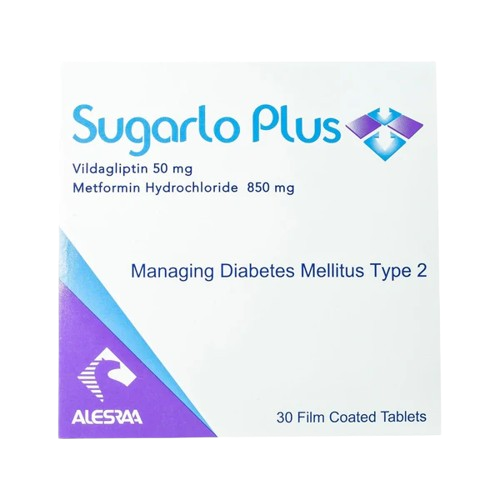 Sugarlo Plus
Vildagliptin 50 mg
Metformin Hydrochloride 850 mg
Managing Diabetes Mellitus Type 2
ALESRAA
30 Film Coated Tablets